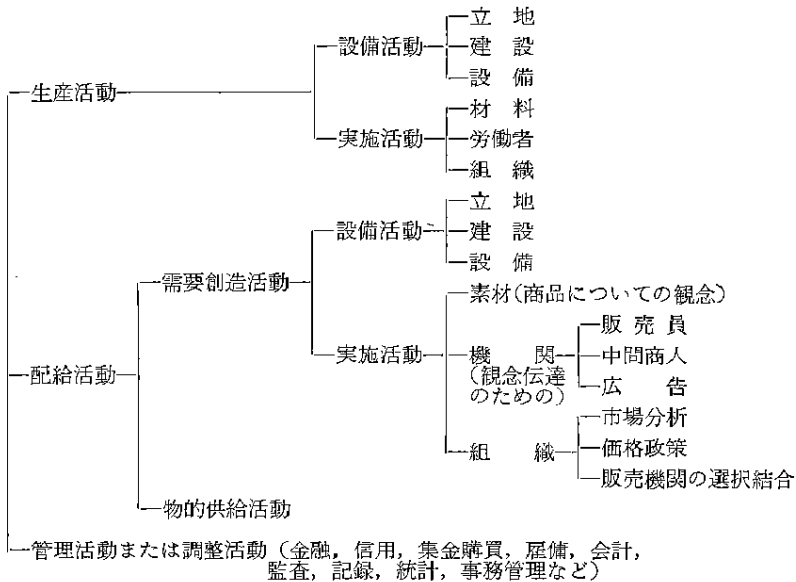 立 地
設備活動 建 設
設 備
生産活動
材 料
実施活動 労働者
組 織
立 地
設備活動 建 設
設 備
需要創造活動
素材(商品についての観念)
販 売 員
実施活動 機 関 中間商人
(観念伝達
のための) 広 告
配給活動
市場分析
組 織 価格政策
販売機関の選択結合
物的供給活動
管理活動または調整活動(金融,信用,集金購買,雇傭,会計,
監査,記録,統計,事務管理など)